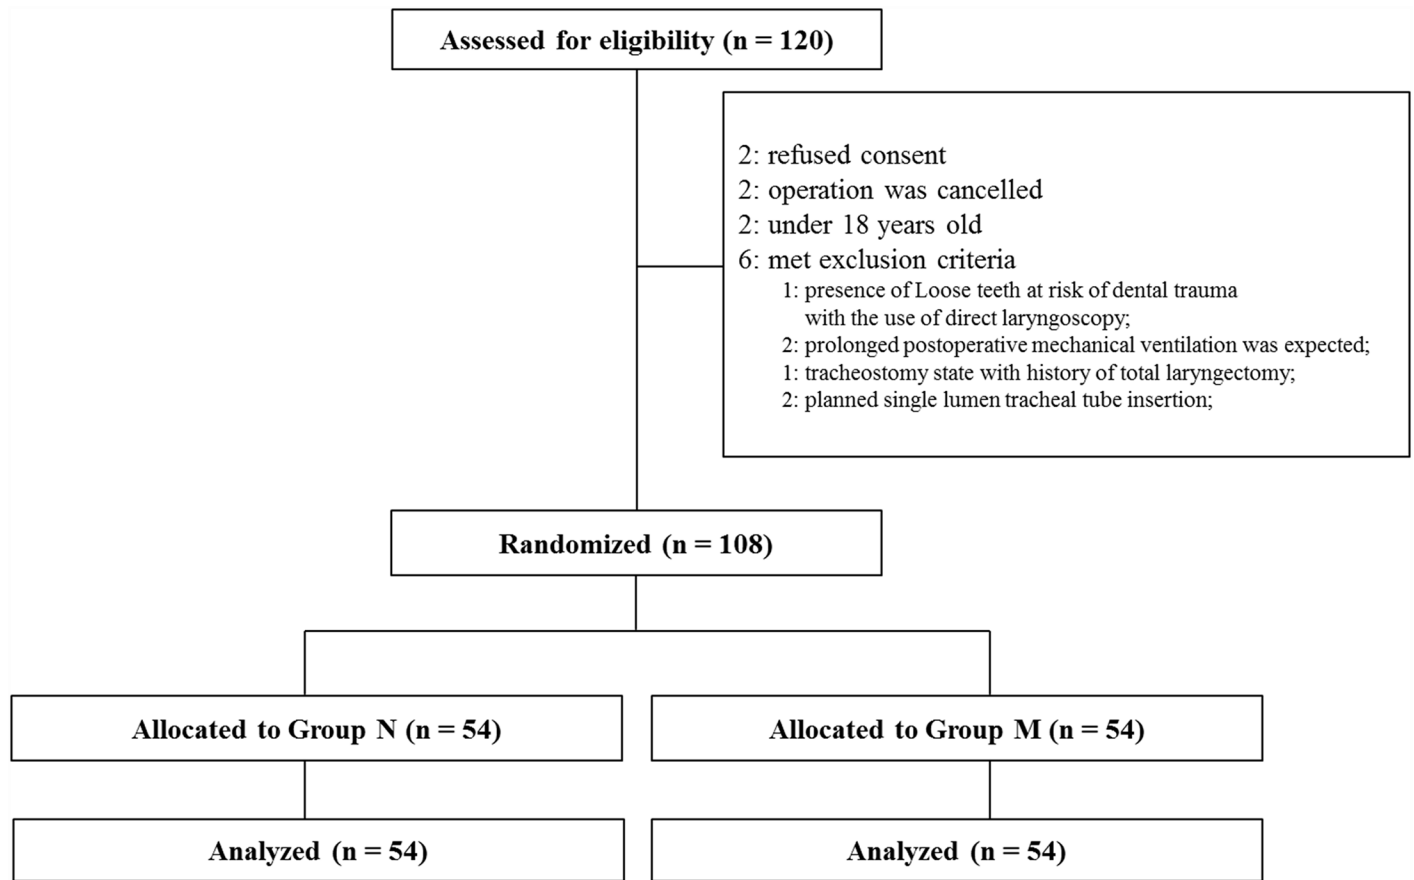 Assessed for eligibility (n = 120)
2: refused consent
2: operation was cancelled
2: under 18 years old
6: met exclusion criteria
1: presence of Loose teeth at risk of dental trauma
with the use of direct laryngoscopy;
2: prolonged postoperative mechanical ventilation was expected;
1: tracheostomy state with history of total laryngectomy;
2: planned single lumen tracheal tube insertion;
Randomized (n = 108)
Allocated to Group N (n = 54)
Allocated to Group M (n = 54)
Analyzed (n = 54)
Analyzed (n = 54)